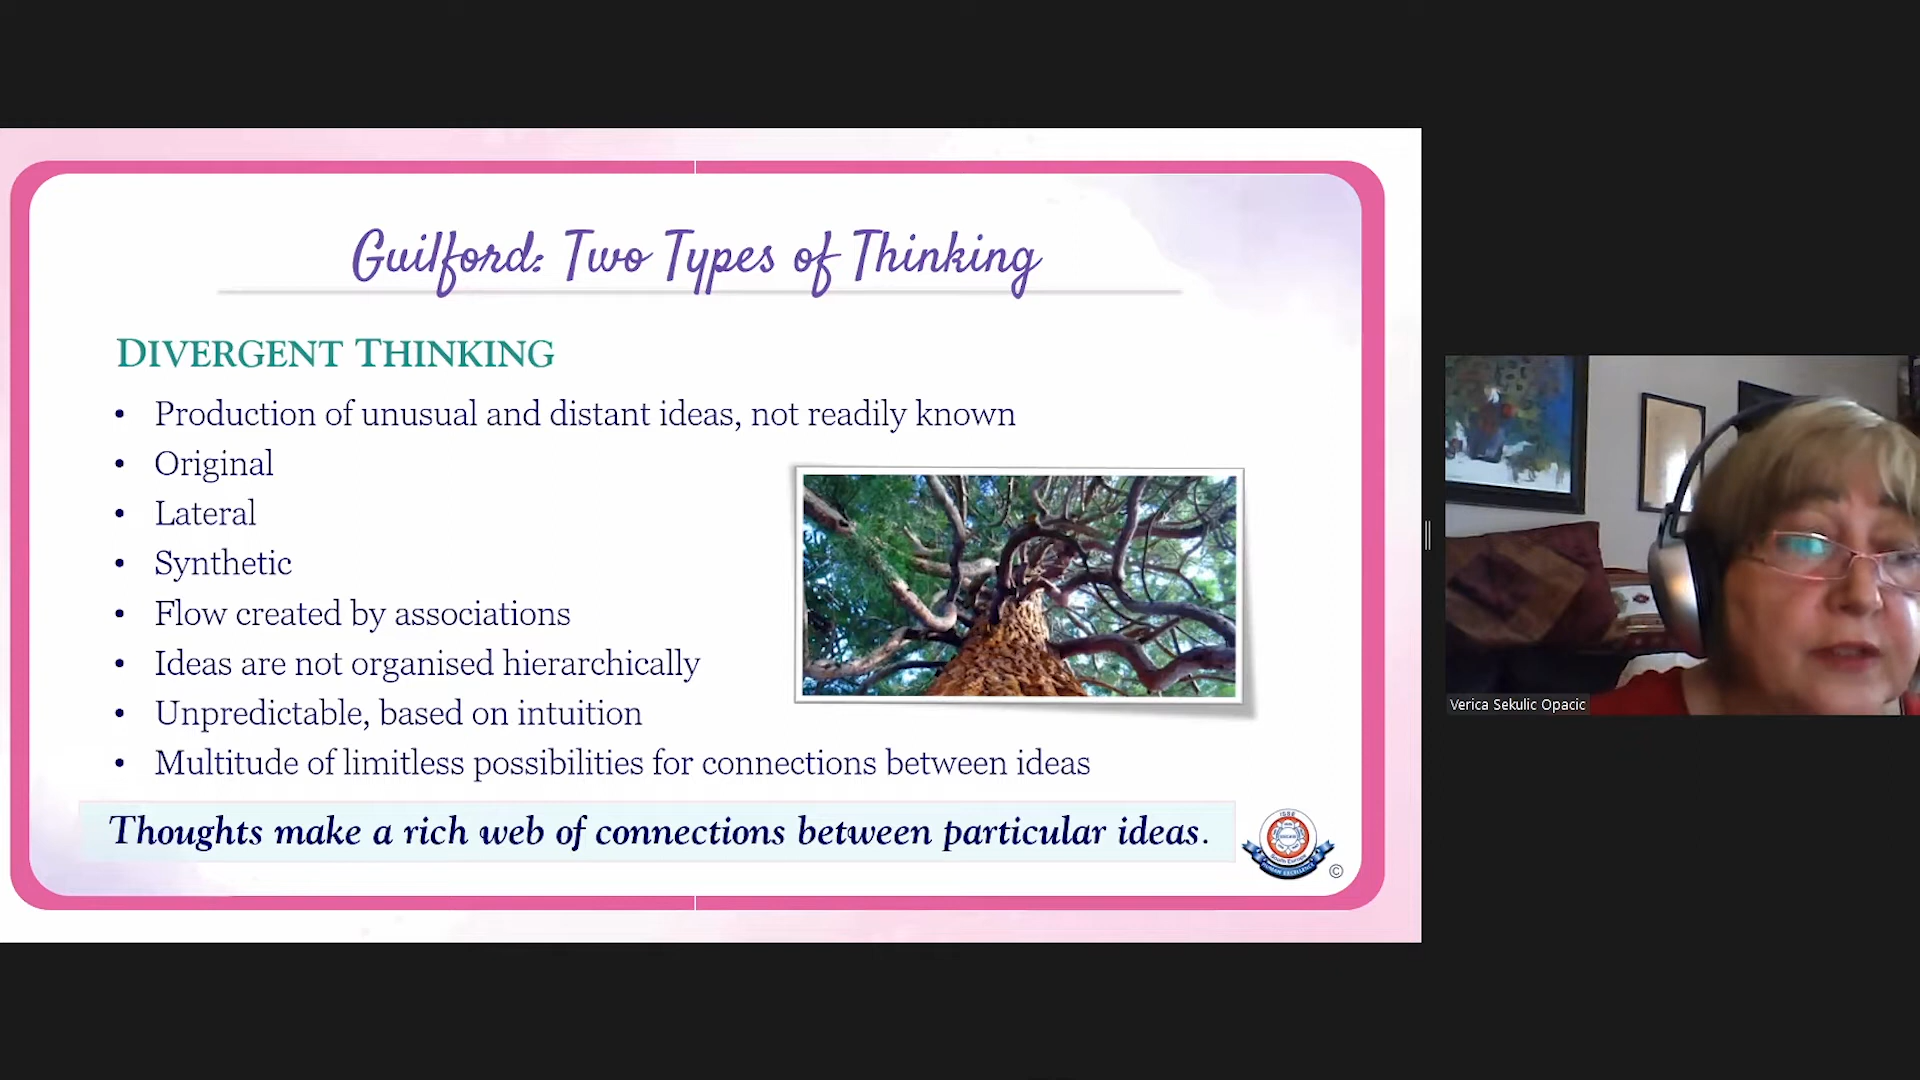 Guilford: Two Types of Thinking
DIVERGENT THINKING
• Production of unusual and distant ideas, not readily known
• Original
• Lateral
• Synthetic
• Flow created by associations
• Ideas are not organised hierarchically
• Unpredictable, based on intuition
• Multitude of limitless possibilities for connections between ideas
Thoughts make a rich web of connections between particular ideas.
©
Verica Sekulic Opacic